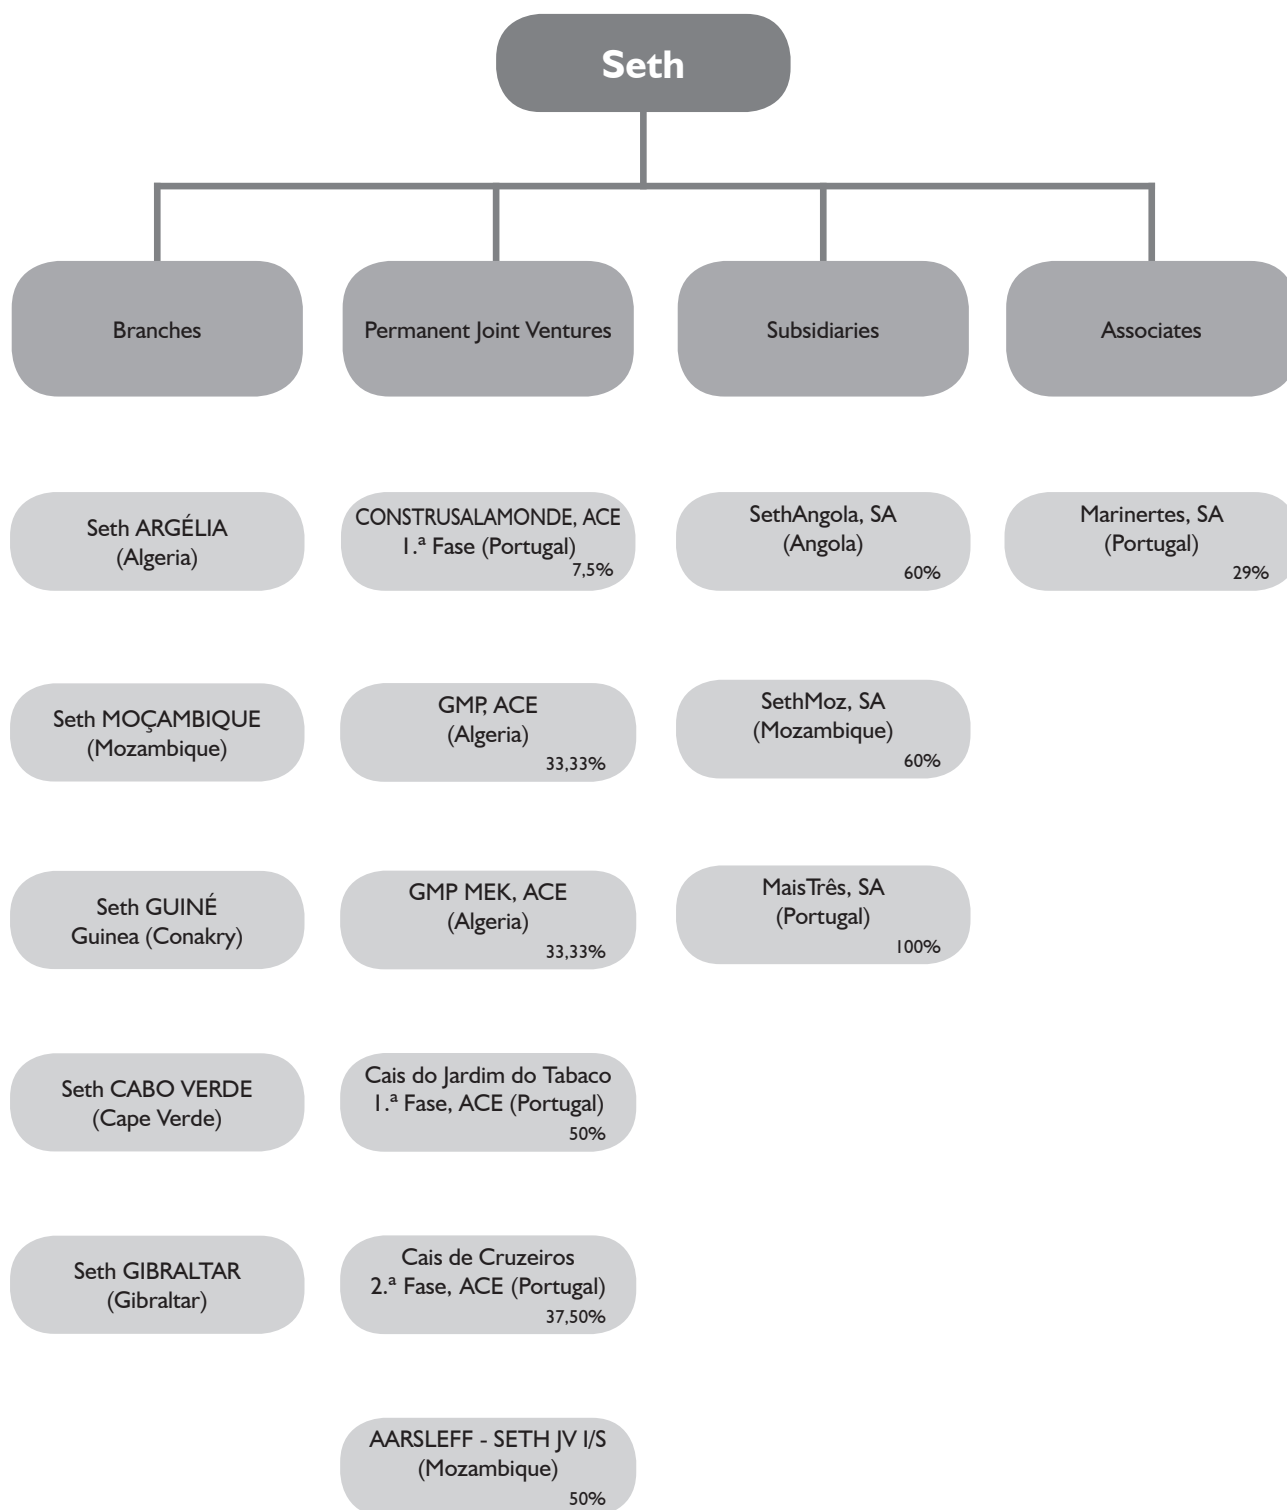 Seth
Branches
Permanent Joint Ventures
Subsidiaries
Associates
Seth ARGÉLIA
(Algeria)
CONSTRUSALAMONDE, ACE
1.ª Fase (Portugal)
7,5%
SethAngola, SA
(Angola)
60%
Marinertes, SA
(Portugal)
29%
Seth MOÇAMBIQUE
(Mozambique)
GMP, ACE
(Algeria)
33,33%
SethMoz, SA
(Mozambique)
60%
Seth GUINÉ
Guinea (Conakry)
GMP MEK, ACE
(Algeria)
33,33%
MaisTrês, SA
(Portugal)
100%
Seth CABO VERDE
(Cape Verde)
Cais do Jardim do Tabaco
1.ª Fase, ACE (Portugal)
50%
Seth GIBRALTAR
(Gibraltar)
Cais de Cruzeiros
2.ª Fase, ACE (Portugal)
37,50%
AARSLEFF - SETH JV I/S
(Mozambique)
50%